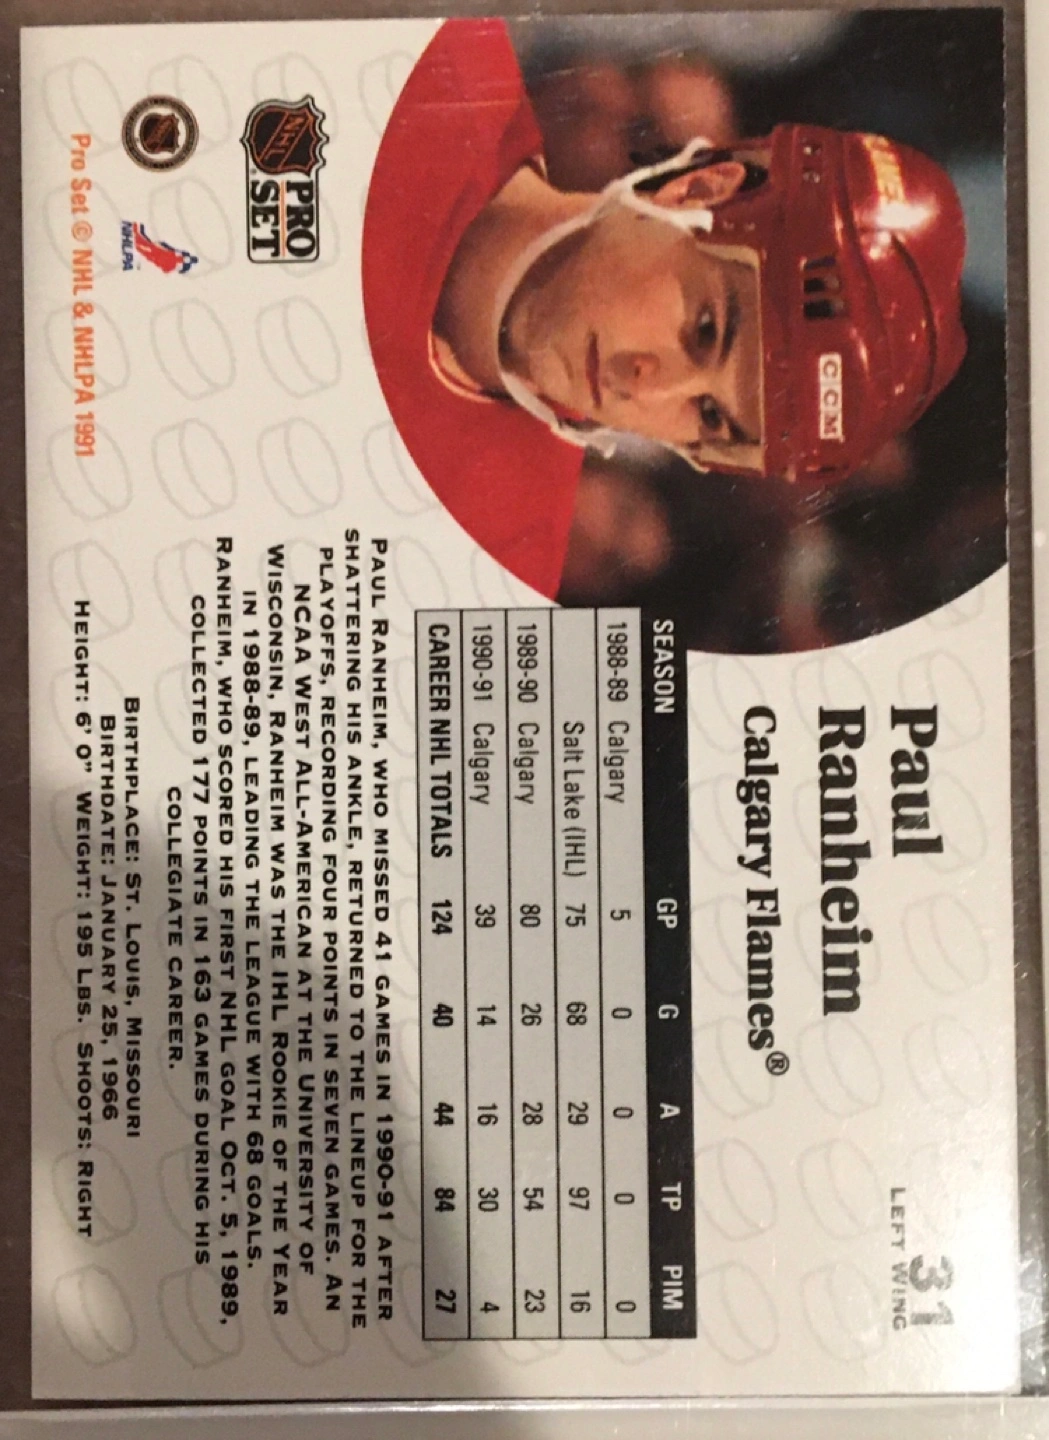 Paul
Ranheim
Calgary Flames®
31
LEFT WING
SEASON GP G A TP PIM
1988-89 Calgary 5 0 0 0 0
Salt Lake (IHL) 75 68 29 97 16
1989-90 Calgary 80 26 28 54 23
1990-91 Calgary 39 14 16 30 4
CAREER NHL TOTALS 124 40 44 84 27
PAUL RANHEIM, WHO MISSED 41 GAMES IN 1990-91 AFTER
SHATTERING HIS ANKLE, RETURNED TO THE LINEUP FOR THE
PLAYOFFS, RECORDING FOUR POINTS IN SEVEN GAMES. AN
NCAA WEST ALL-AMERICAN AT THE UNIVERSITY OF
WISCONSIN, RANHEIM WAS THE IHL ROOKIE OF THE YEAR
IN 1988-89, LEADING THE LEAGUE WITH 68 GOALS.
RANHEIM, WHO SCORED HIS FIRST NHL GOAL OCT. 5, 1989,
COLLECTED 177 POINTS IN 163 GAMES DURING HIS
COLLEGIATE CAREER.
BIRTHPLACE: ST. LOUIS, MISSOURI
BIRTHDATE: JANUARY 25, 1966
HEIGHT: 6' 0" WEIGHT: 195 LBS. SHOOTS: RIGHT
CCM
NHL
PRO
SET
NHLPA
Pro Set © NHL & NHLPA 1991